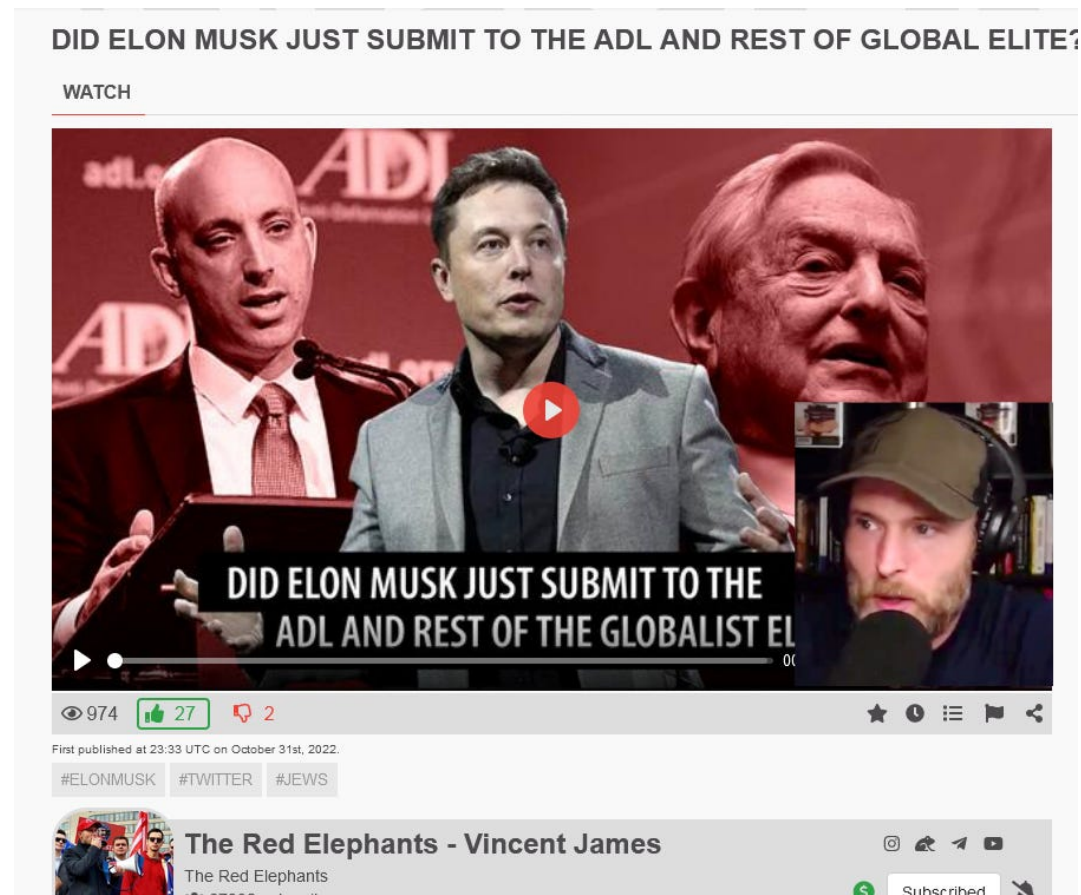 DID ELON MUSK JUST SUBMIT TO THE ADL AND REST OF GLOBAL ELITE?
WATCH
ADL
ADL
DID ELON MUSK JUST SUBMIT TO THE
ADL AND REST OF THE GLOBALIST EL
974 27 2
First published at 23:33 UTC on October 31st, 2022.
#ELONMUSK #TWITTER #JEWS
The Red Elephants - Vincent James
The Red Elephants
Subscribed